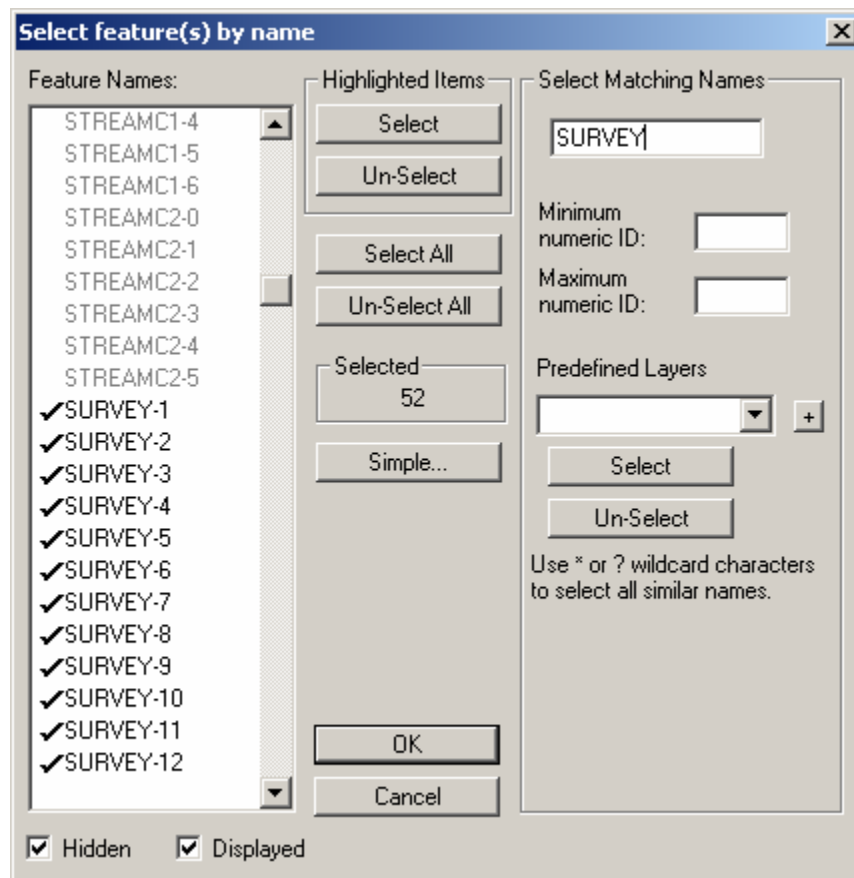 Select feature(s) by name
Feature Names:
STREAMC1-4
STREAMC1-5
STREAMC1-6
STREAMC2-0
STREAMC2-1
STREAMC2-2
STREAMC2-3
STREAMC2-4
STREAMC2-5
SURVEY-1
SURVEY-2
SURVEY-3
SURVEY-4
SURVEY-5
SURVEY-6
SURVEY-7
SURVEY-8
SURVEY-9
SURVEY-10
SURVEY-11
SURVEY-12
Hidden
Displayed
Highlighted Items
Select
Un-Select
Select All
Un-Select All
Selected
52
Simple...
OK
Cancel
Select Matching Names
SURVEY
Minimum
numeric ID:
Maximum
numeric ID:
Predefined Layers
+
Select
Un-Select
Use * or ? wildcard characters
to select all similar names.